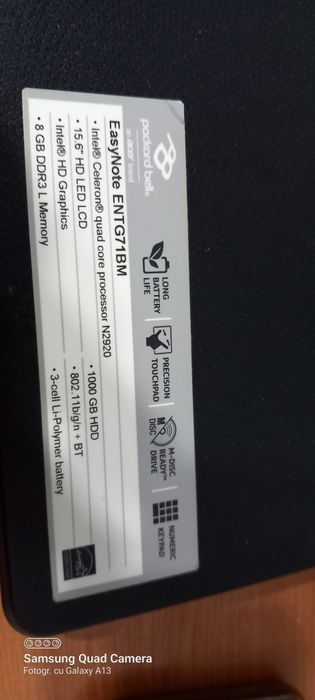 packard bell®
an acer brand
LONG
BATTERY
LIFE
PRECISION
TOUCHPAD
M-DISC
READY™
DRIVE
M
DISC
NUMERIC
KEYPAD
EasyNote ENTG71BM
• Intel® Celeron® quad core processor N2920
• 15.6" HD LED LCD
• Intel® HD Graphics
• 8 GB DDR3 L Memory
• 1000 GB HDD
• 802.11b/g/n + BT
• 3-cell Li-Polymer battery
Samsung Quad Camera
Fotogr. cu Galaxy A13